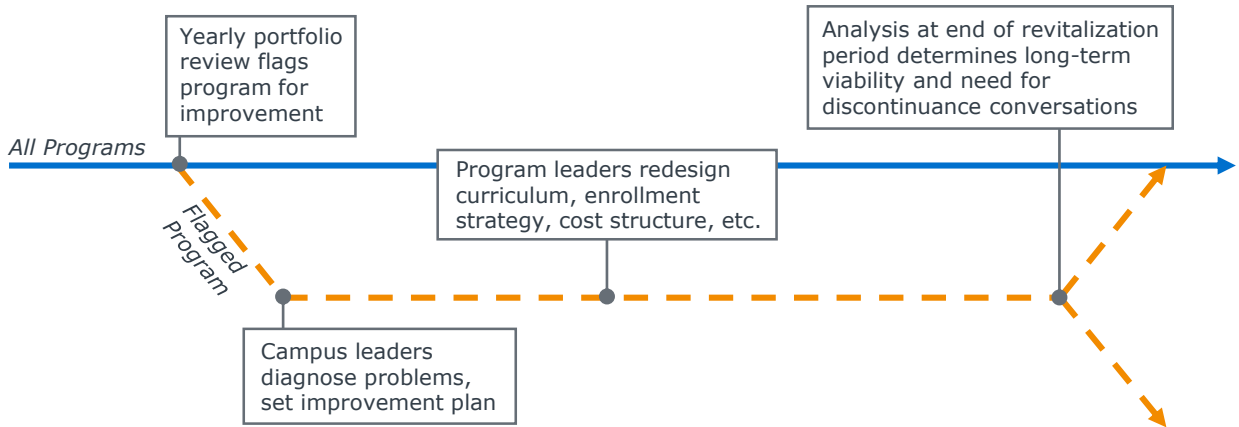 Yearly portfolio
review flags
program for
improvement
Analysis at end of revitalization
period determines long-term
viability and need for
discontinuance conversations
All Programs
Program leaders redesign
curriculum, enrollment
strategy, cost structure, etc.
Flagged
Program
Campus leaders
diagnose problems,
set improvement plan